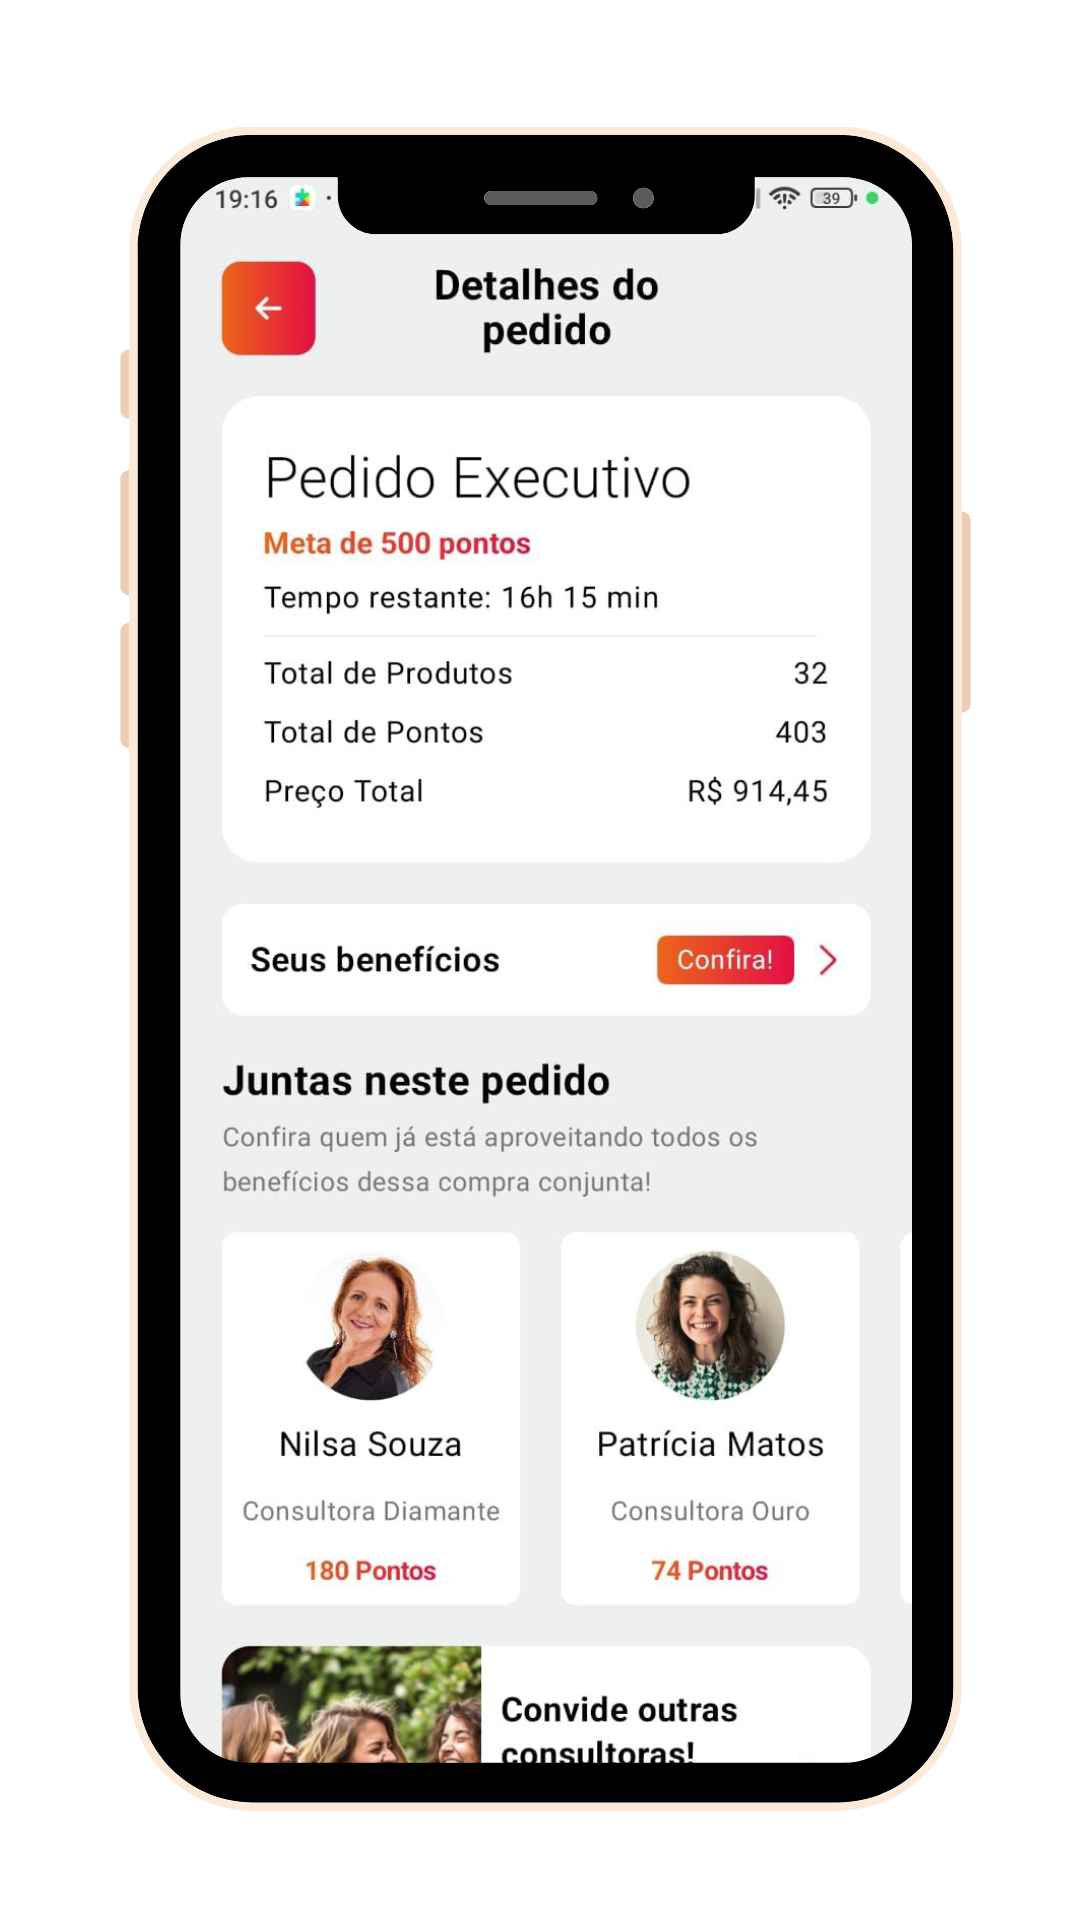 19:16
39
Detalhes do
pedido
Pedido Executivo
Meta de 500 pontos
Tempo restante: 16h 15 min
Total de Produtos 32
Total de Pontos 403
Preço Total R$ 914,45
Seus benefícios Confira!
Juntas neste pedido
Confira quem já está aproveitando todos os
benefícios dessa compra conjunta!
Nilsa Souza
Consultora Diamante
180 Pontos
Patrícia Matos
Consultora Ouro
74 Pontos
Convide outras
consultoras!